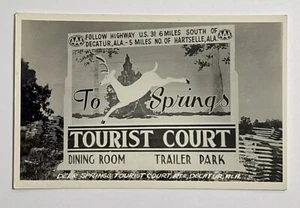 AAA AAA
FOLLOW HIGHWAY U.S. 31 6 MILES SOUTH OF
DECATUR, ALA. - 5 MILES NO. OF HARTSELLE, ALA.
To Springs
TOURIST COURT
DINING ROOM TRAILER PARK
DEER SPRINGS TOURIST COURT, DECATUR, ALA.